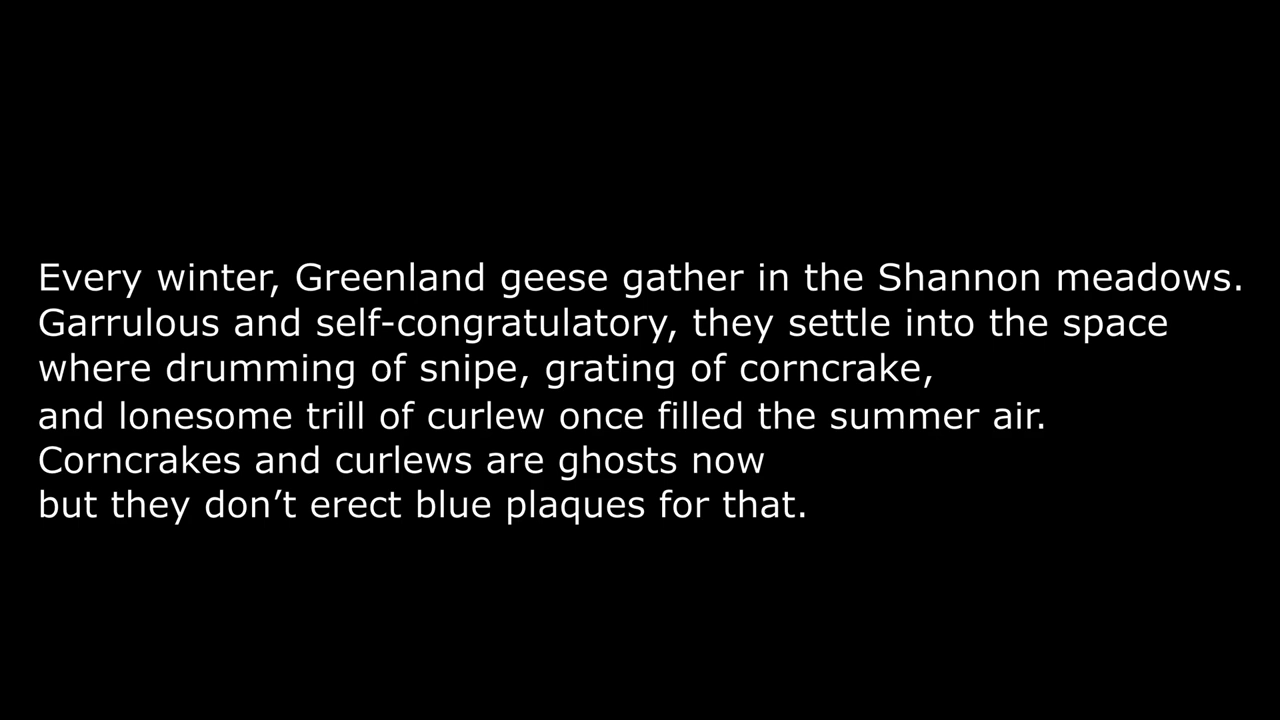 Every winter, Greenland geese gather in the Shannon meadows.
Garrulous and self-congratulatory, they settle into the space
where drumming of snipe, grating of corncrake,
and lonesome trill of curlew once filled the summer air.
Corncrakes and curlews are ghosts now
but they don’t erect blue plaques for that.